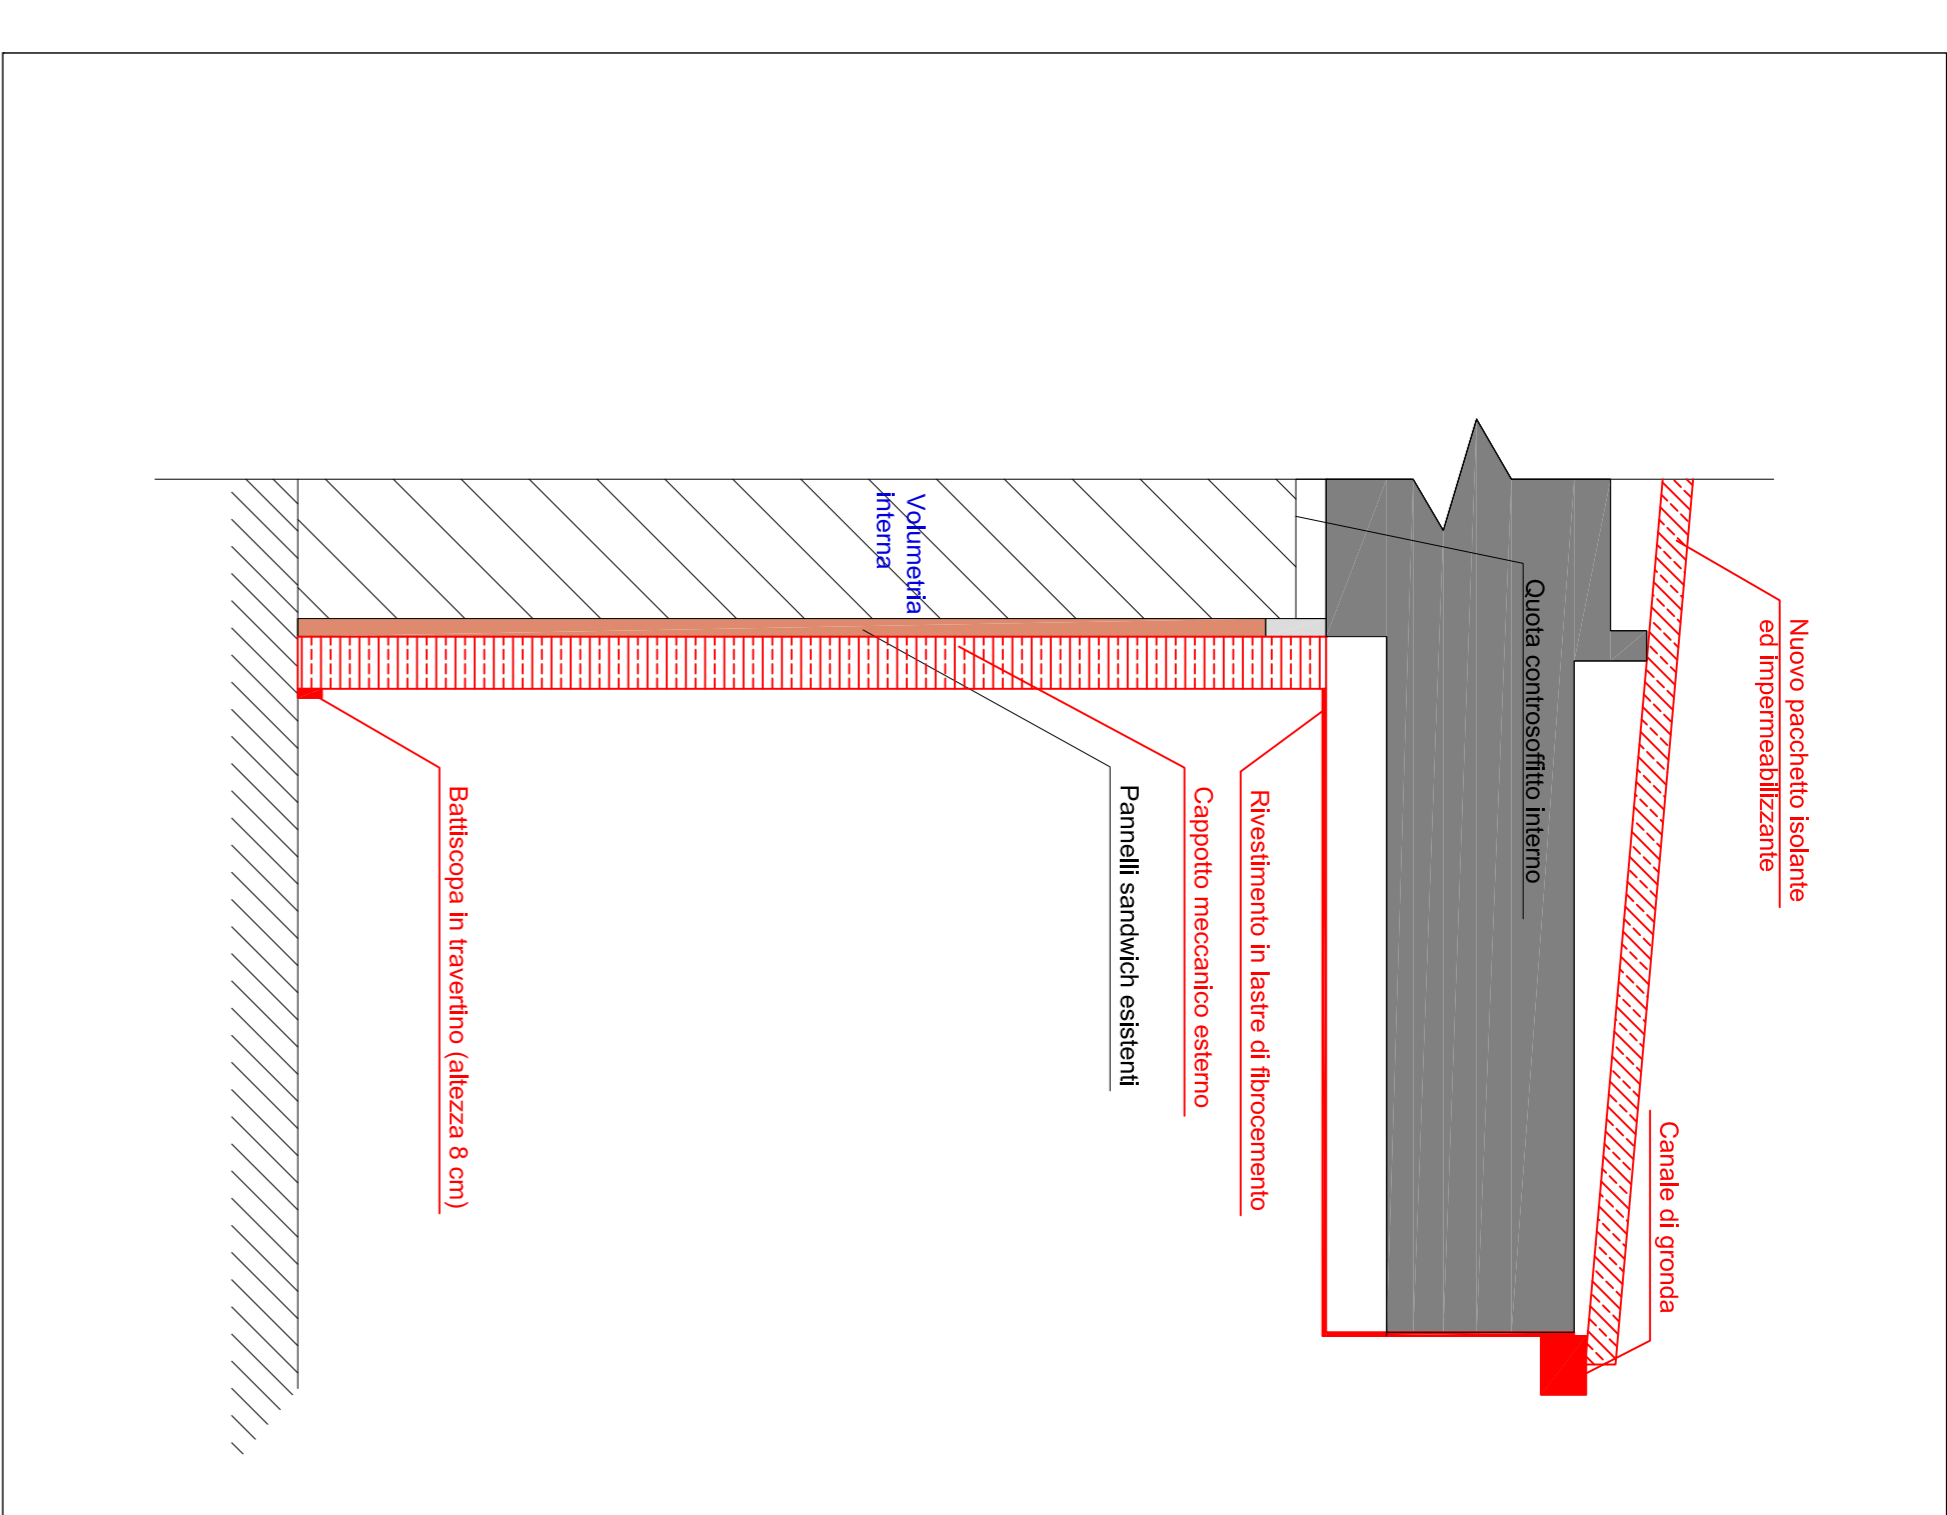 Nuovo pacchetto isolante
ed impermeabilizzante
Canale di gronda
Quota controsoffitto interno
Rivestimento in lastre di fibrocemento
Cappotto meccanico esterno
Pannelli sandwich esistenti
Volumetria
interna
Battiscopa in travertino (altezza 8 cm)